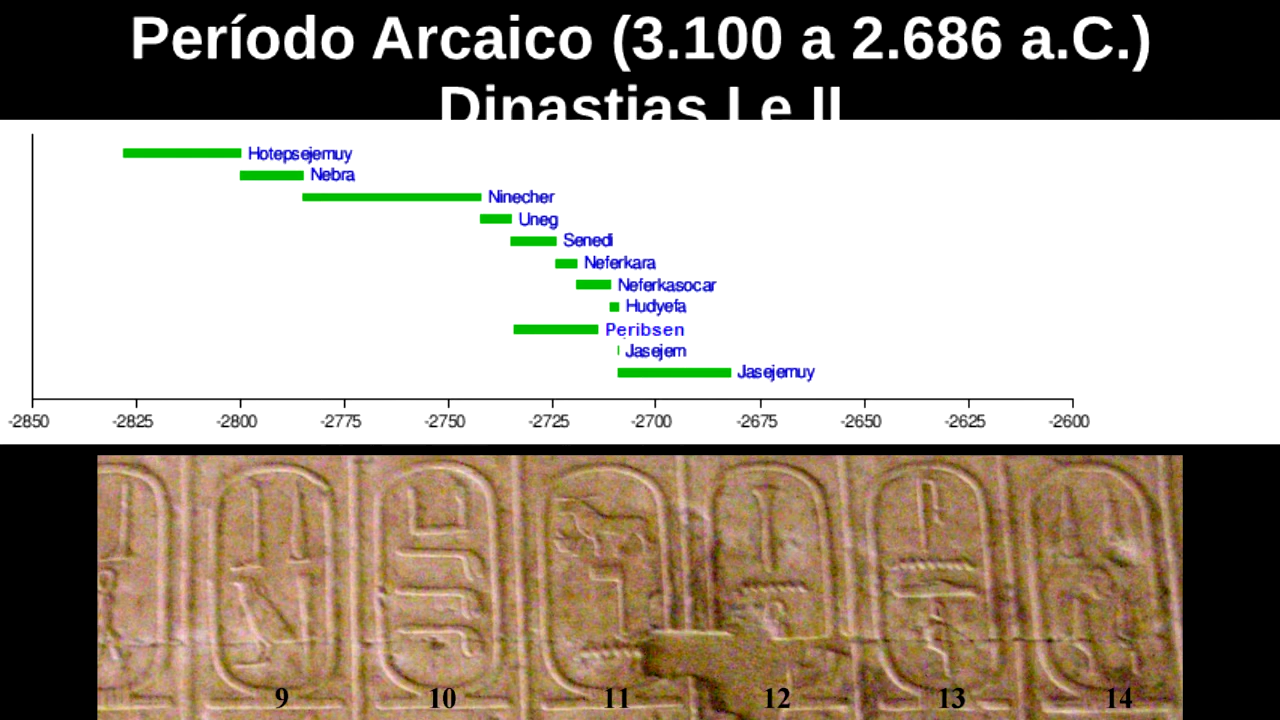 Período Arcaico (3.100 a 2.686 a.C.)
Dinastias I e II
Hotepsejemuy
Nebra
Ninecher
Uneg
Senedi
Neferkara
Neferkasocar
Hudyefa
Peribsen
Jasejem
Jasejemuy
-2850 -2825 -2800 -2775 -2750 -2725 -2700 -2675 -2650 -2625 -2600
9 10 11 12 13 14